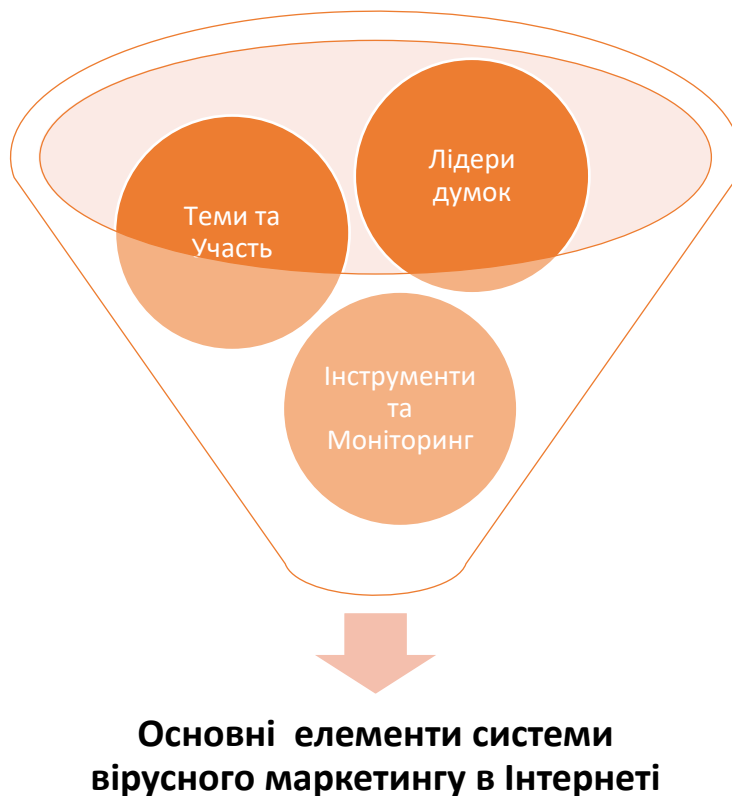 Лідери
думок
Теми та
Участь
Інструменти
та
Моніторинг
Основні  елементи системи
вірусного маркетингу в Інтернеті